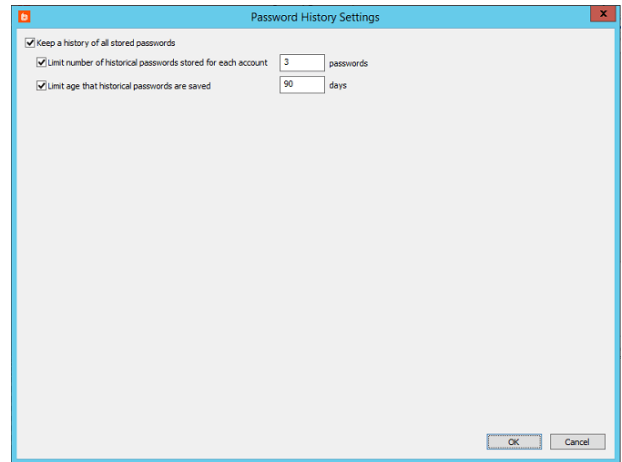 b
Password History Settings
x
Keep a history of all stored passwords
Limit number of historical passwords stored for each account 3 passwords
Limit age that historical passwords are saved 90 days
OK Cancel